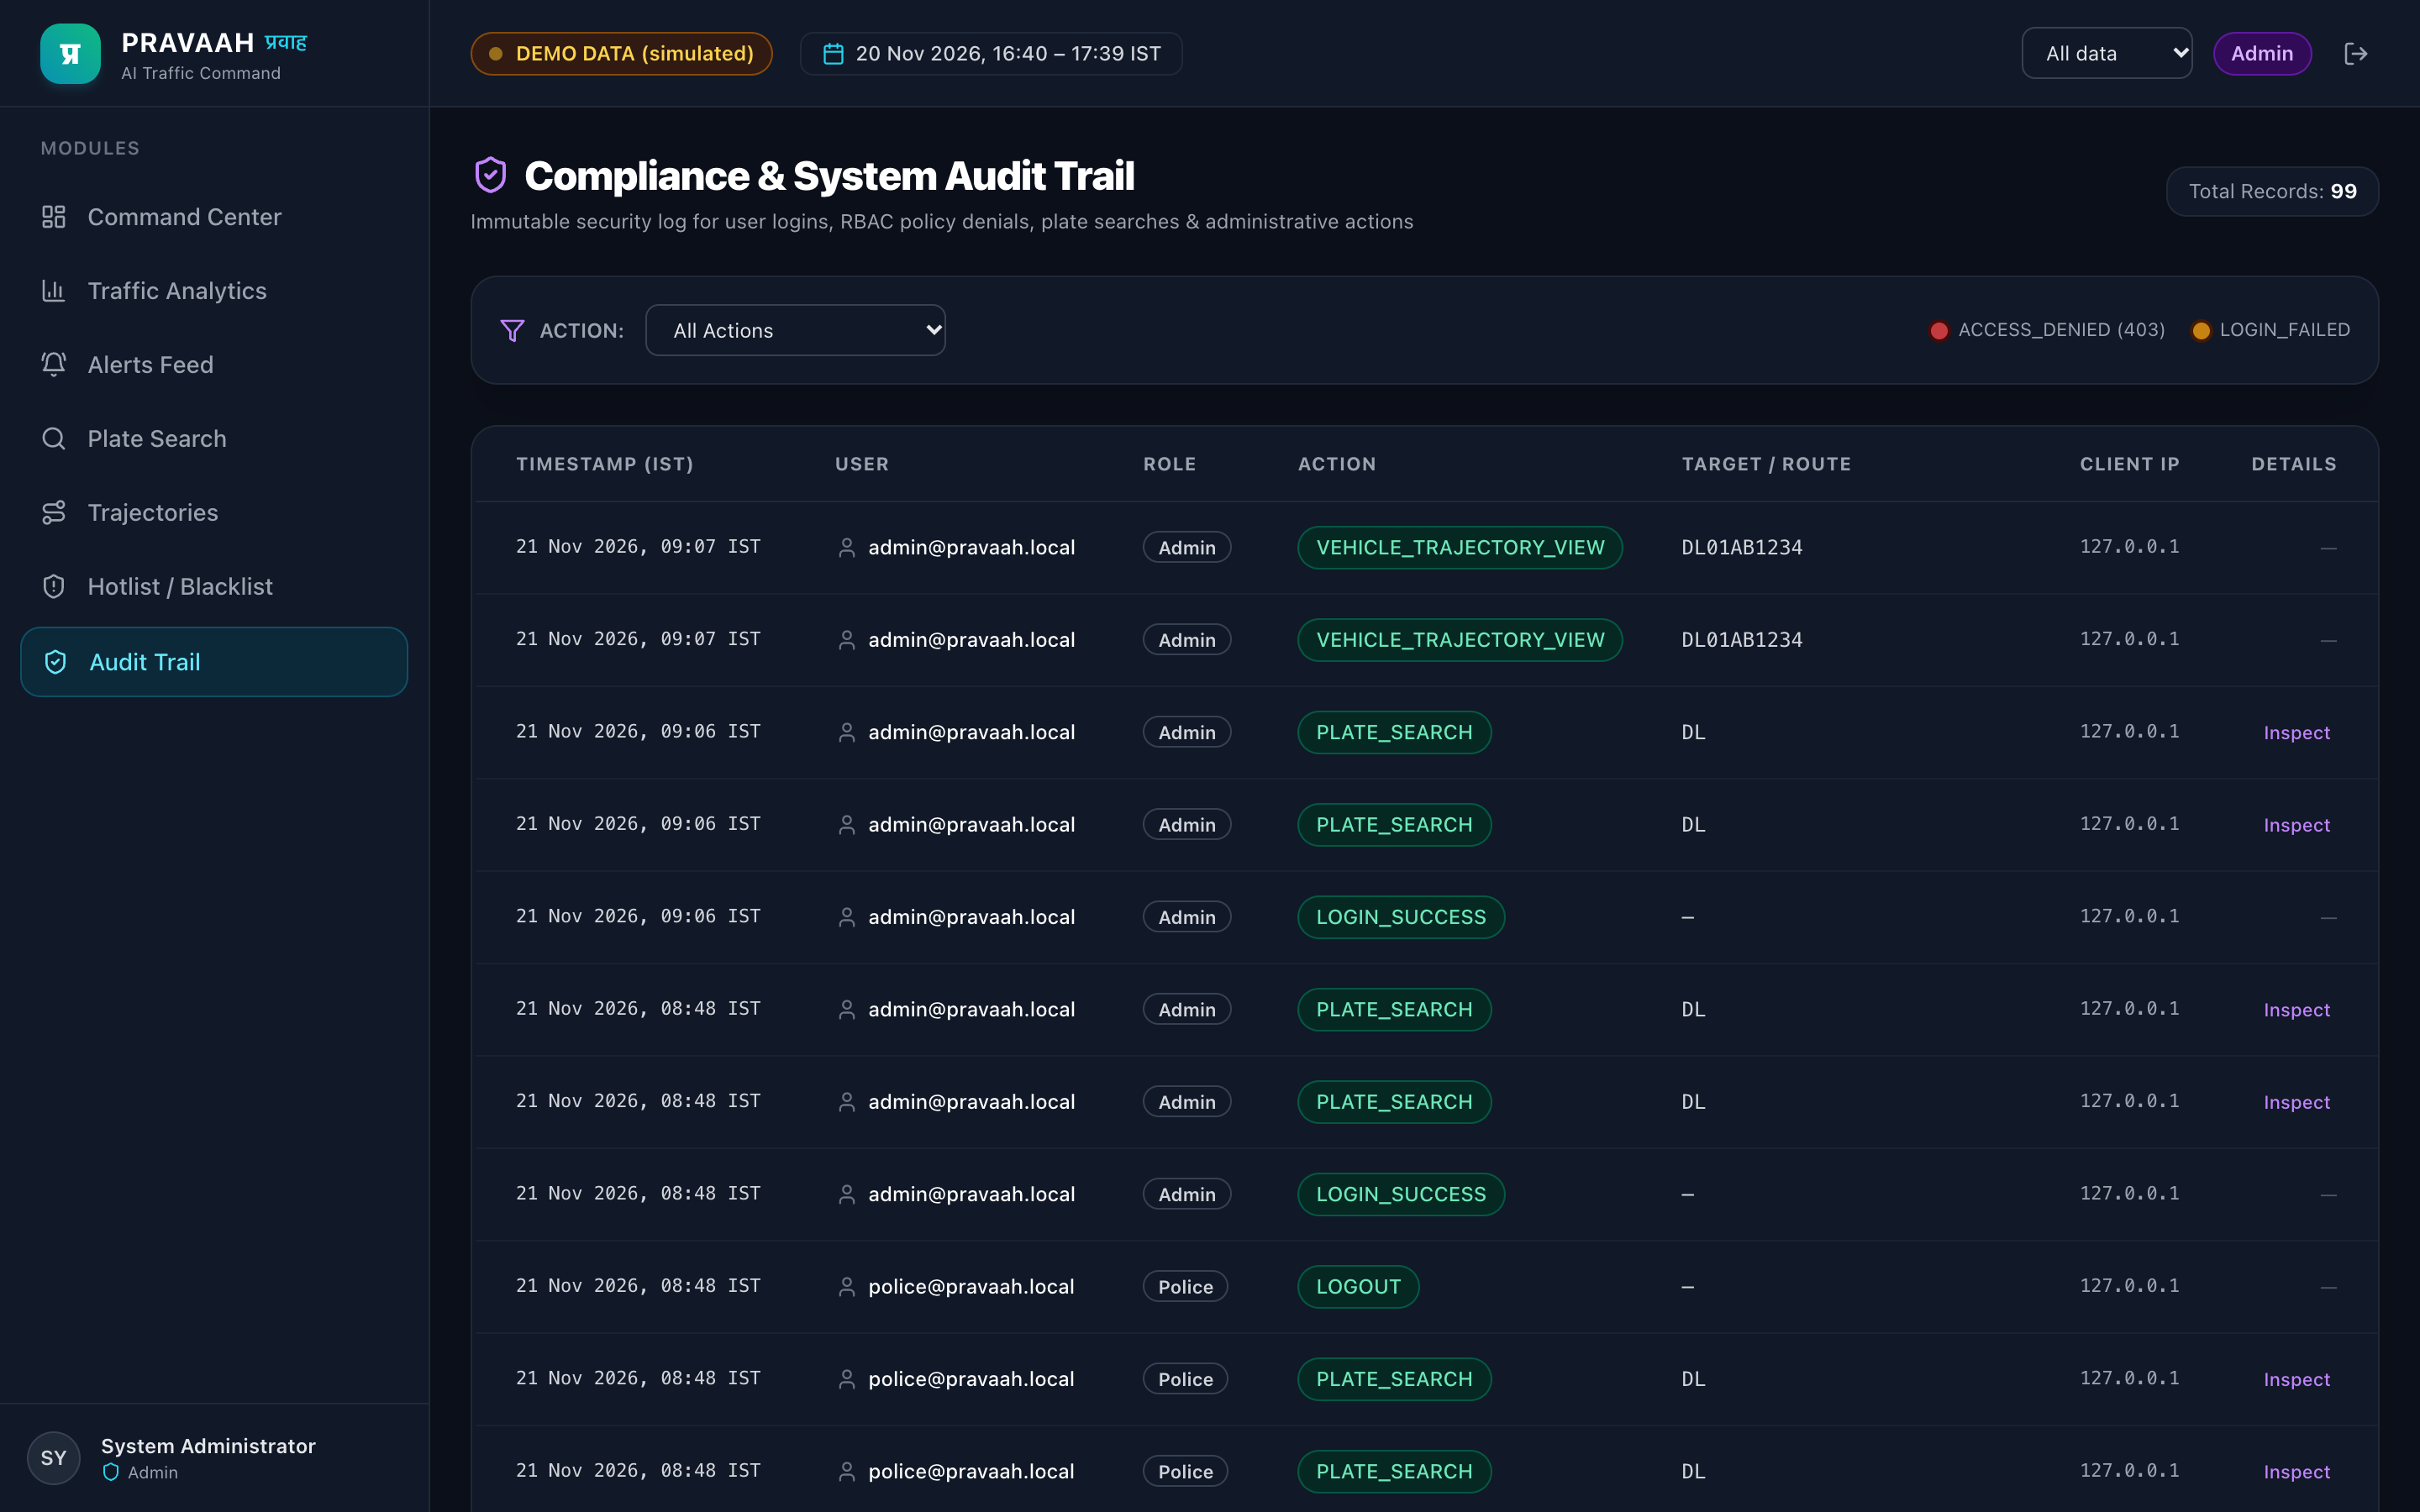 प्र
PRAVAAH प्रवाह
AI Traffic Command
DEMO DATA (simulated)
20 Nov 2026, 16:40 – 17:39 IST
All data
Admin
MODULES
Command Center
Traffic Analytics
Alerts Feed
Plate Search
Trajectories
Hotlist / Blacklist
Audit Trail
SY
System Administrator
Admin
Compliance & System Audit Trail
Immutable security log for user logins, RBAC policy denials, plate searches & administrative actions
Total Records: 99
ACTION: All Actions
ACCESS_DENIED (403) LOGIN_FAILED
TIMESTAMP (IST) USER ROLE ACTION TARGET / ROUTE CLIENT IP DETAILS
21 Nov 2026, 09:07 IST admin@pravaah.local Admin VEHICLE_TRAJECTORY_VIEW DL01AB1234 127.0.0.1 —
21 Nov 2026, 09:07 IST admin@pravaah.local Admin VEHICLE_TRAJECTORY_VIEW DL01AB1234 127.0.0.1 —
21 Nov 2026, 09:06 IST admin@pravaah.local Admin PLATE_SEARCH DL 127.0.0.1 Inspect
21 Nov 2026, 09:06 IST admin@pravaah.local Admin PLATE_SEARCH DL 127.0.0.1 Inspect
21 Nov 2026, 09:06 IST admin@pravaah.local Admin LOGIN_SUCCESS – 127.0.0.1 —
21 Nov 2026, 08:48 IST admin@pravaah.local Admin PLATE_SEARCH DL 127.0.0.1 Inspect
21 Nov 2026, 08:48 IST admin@pravaah.local Admin PLATE_SEARCH DL 127.0.0.1 Inspect
21 Nov 2026, 08:48 IST admin@pravaah.local Admin LOGIN_SUCCESS – 127.0.0.1 —
21 Nov 2026, 08:48 IST police@pravaah.local Police LOGOUT – 127.0.0.1 —
21 Nov 2026, 08:48 IST police@pravaah.local Police PLATE_SEARCH DL 127.0.0.1 Inspect
21 Nov 2026, 08:48 IST police@pravaah.local Police PLATE_SEARCH DL 127.0.0.1 Inspect